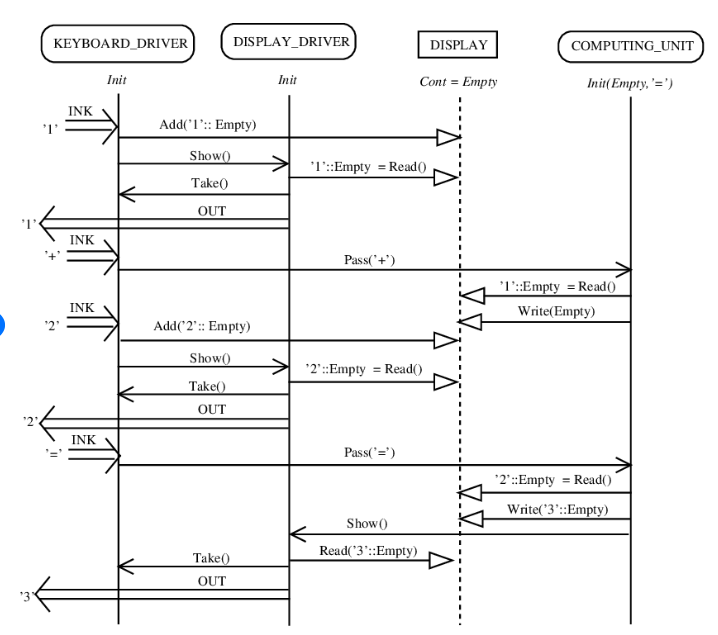 KEYBOARD_DRIVER
DISPLAY_DRIVER
DISPLAY
COMPUTING_UNIT
Init
Init
Cont = Empty
Init(Empty,'=')
INK
'1'
Add('1':: Empty)
Show()
'1'::Empty = Read()
Take()
OUT
'1'
INK
'+'
Pass('+')
'1'::Empty = Read()
INK
Write(Empty)
'2'
Add('2':: Empty)
Show()
'2'::Empty = Read()
Take()
OUT
'2'
INK
'='
Pass('=')
'2'::Empty = Read()
Write('3'::Empty)
Show()
Read('3'::Empty)
Take()
OUT
'3'